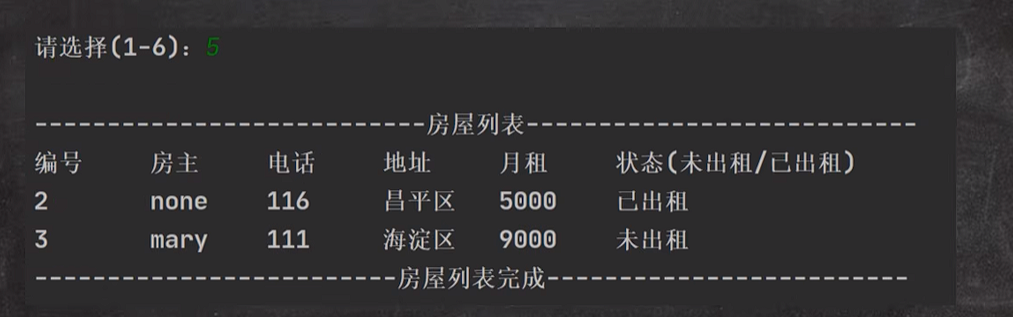 请选择(1-6)：5
---------------------------房屋列表---------------------------
编号 房主 电话 地址 月租 状态(未出租/已出租)
2 none 116 昌平区 5000 已出租
3 mary 111 海淀区 9000 未出租
-------------------------房屋列表完成-------------------------